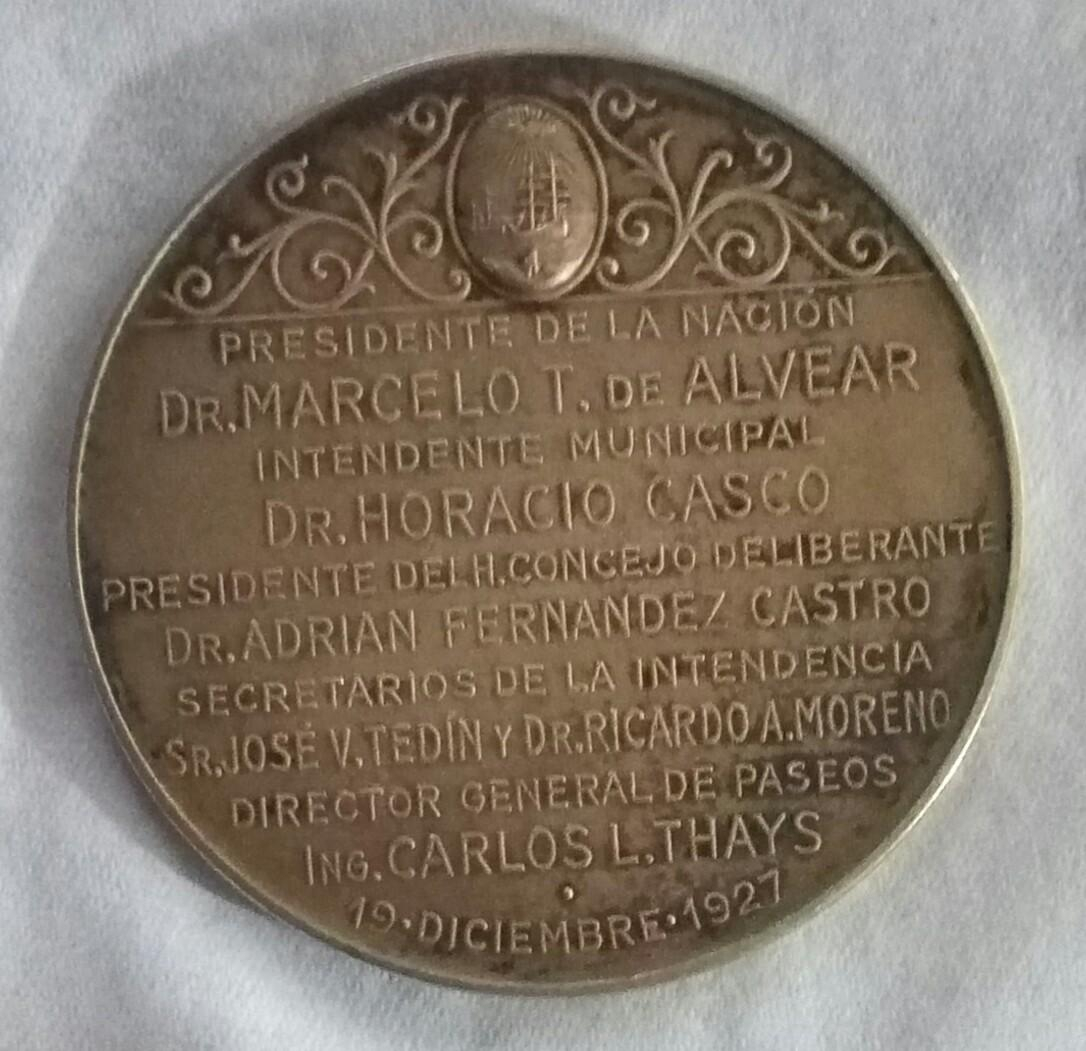 PRESIDENTE DE LA NACIÓN
DR. MARCELO T. DE ALVEAR
INTENDENTE MUNICIPAL
DR. HORACIO CASCO
PRESIDENTE DEL H. CONCEJO DELIBERANTE
DR. ADRIAN FERNANDEZ CASTRO
SECRETARIOS DE LA INTENDENCIA
SR. JOSÉ V. TEDÍN Y DR. RICARDO A. MORENO
DIRECTOR GENERAL DE PASEOS
ING. CARLOS L. THAYS
19·DICIEMBRE·1927